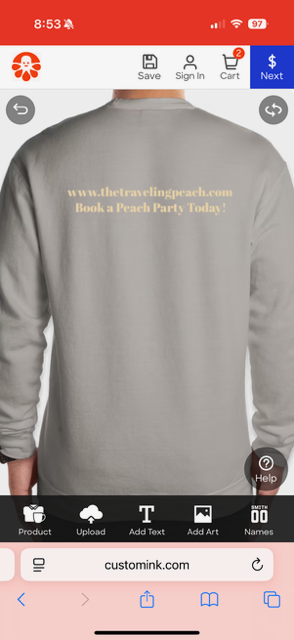 8:53
97
Save
Sign In
2
Cart
$
Next
www.thetravelingpeach.com
Book a Peach Party Today!
?
Help
Product
Upload
T
Add Text
Add Art
SMITH
00
Names
customink.com